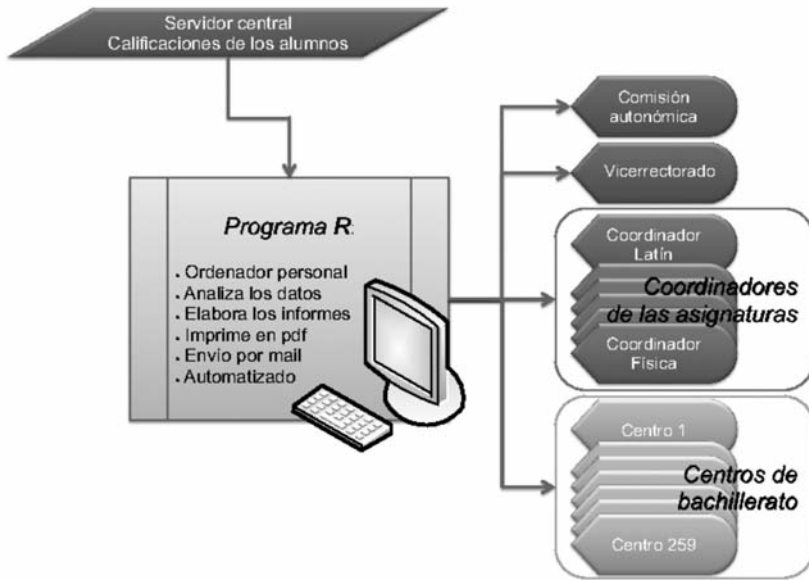 Servidor central
Calificaciones de los alumnos
Programa R:
• Ordenador personal
• Analiza los datos
• Elabora los informes
• Imprime en pdf
• Envío por mail
• Automatizado
Comisión
autonómica
Vicerrectorado
Coordinador
Latín
Coordinadores
de las asignaturas
Coordinador
Física
Centro 1
Centros de
bachillerato
Centro 259